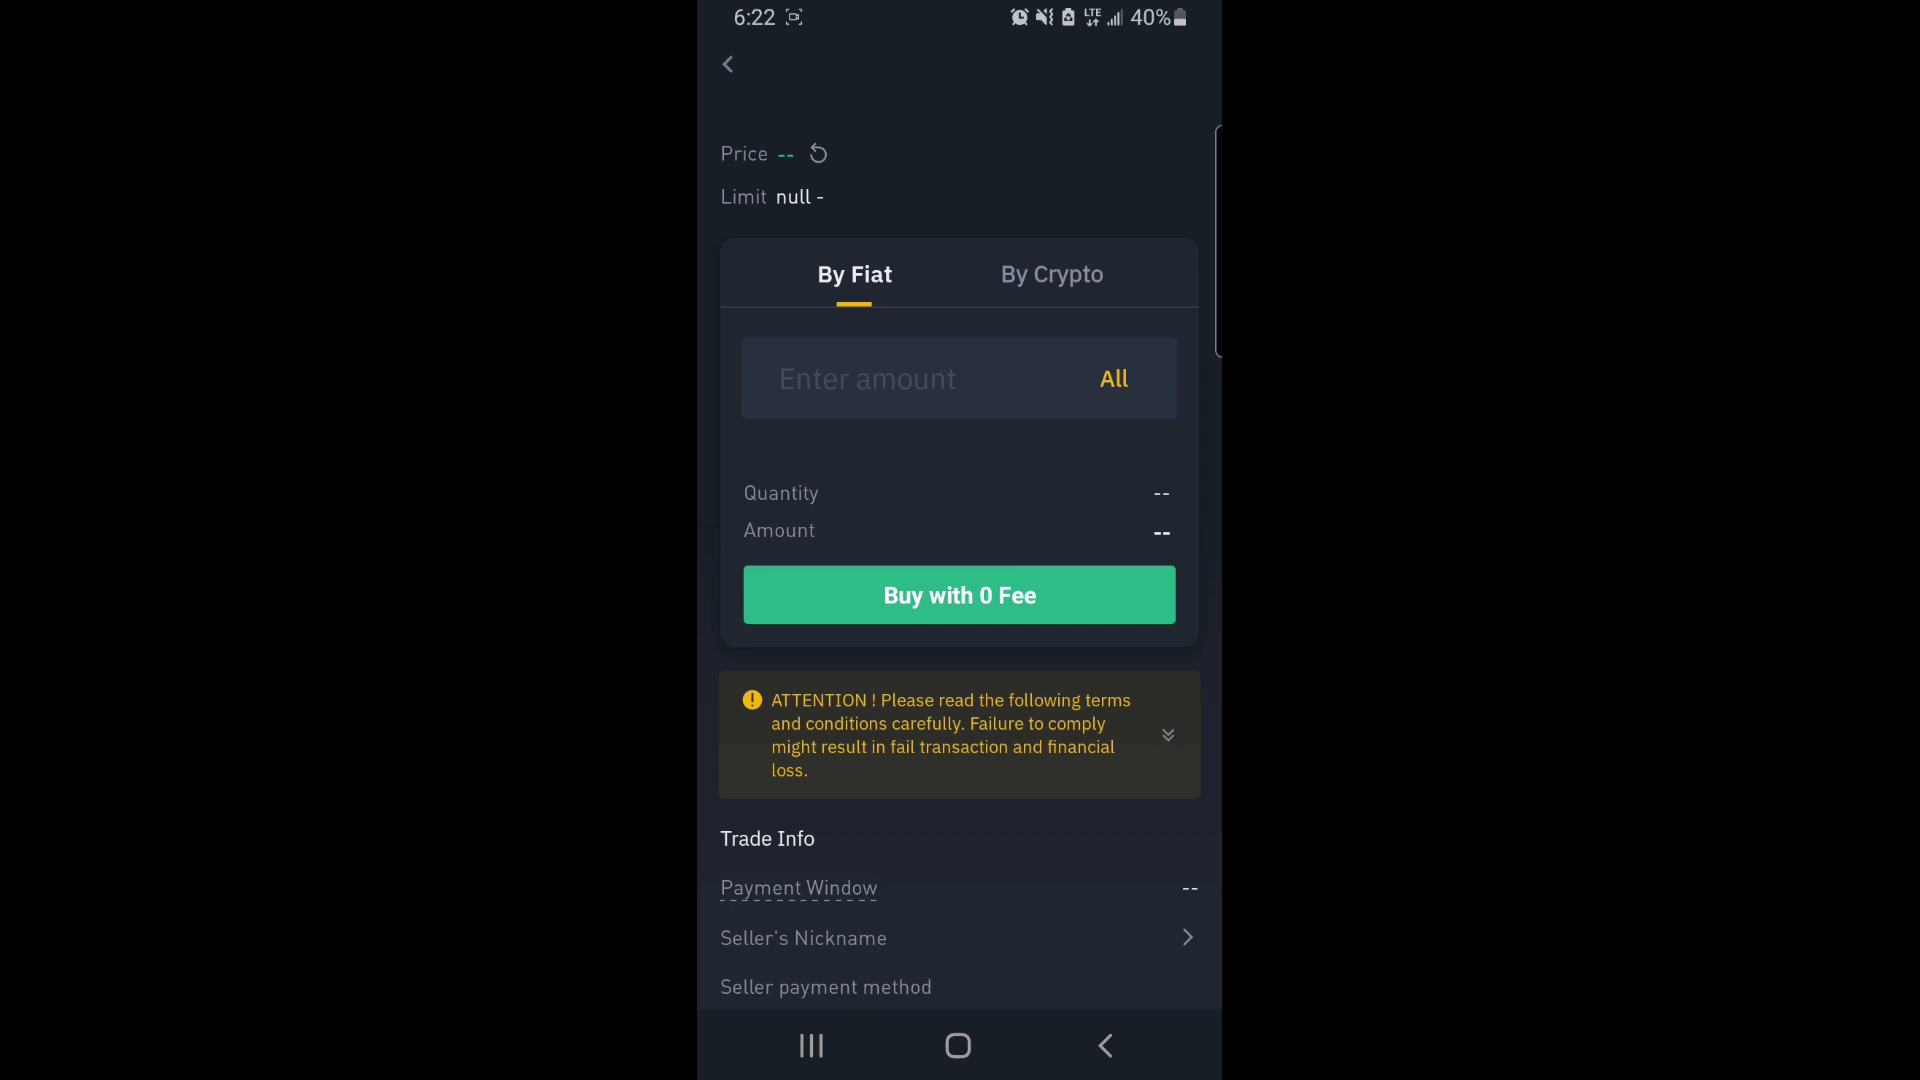 6:22 LTE 40%
Price --
Limit null -
By Fiat By Crypto
Enter amount All
Quantity --
Amount --
Buy with 0 Fee
ATTENTION ! Please read the following terms
and conditions carefully. Failure to comply
might result in fail transaction and financial
loss.
Trade Info
Payment Window --
Seller's Nickname
Seller payment method